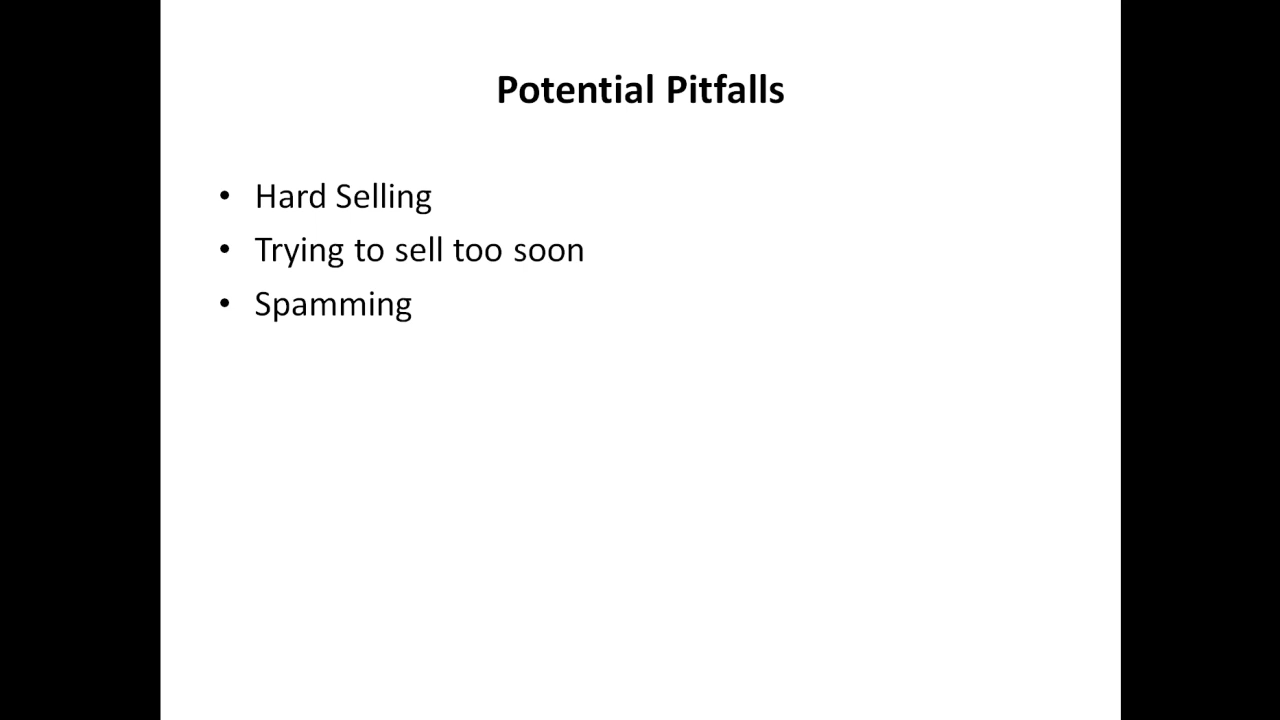 Potential Pitfalls
• Hard Selling
• Trying to sell too soon
• Spamming